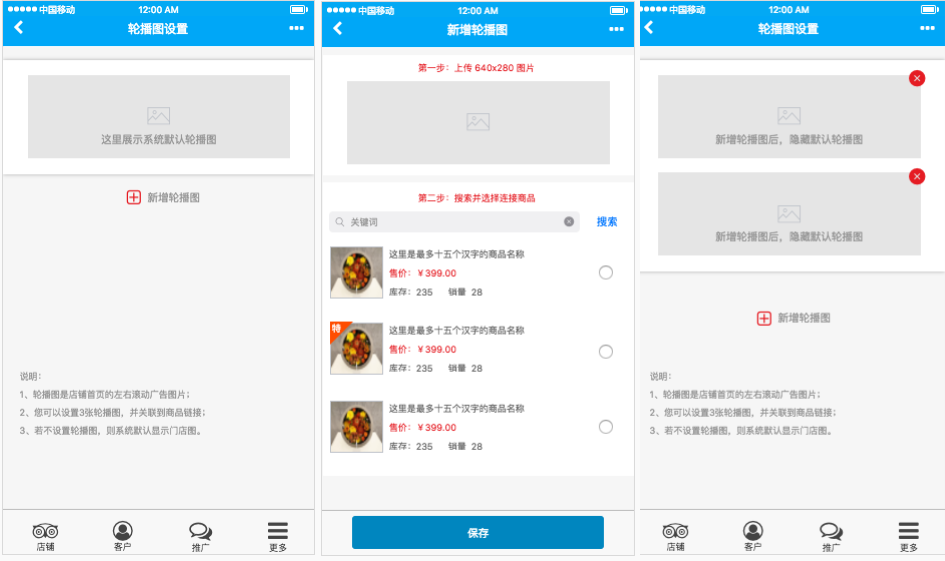 中国移动
12:00 AM
轮播图设置
这里展示系统默认轮播图
新增轮播图
说明：
1、轮播图是店铺首页的左右滚动广告图片；
2、您可以设置3张轮播图，并关联到商品链接；
3、若不设置轮播图，则系统默认显示门店图。
店铺
客户
推广
更多
中国移动
12:00 AM
新增轮播图
第一步：上传 640x280 图片
第二步：搜索并选择连接商品
关键词
搜索
这里是最多十五个汉字的商品名称
售价：￥399.00
库存：235 销量 28
特
这里是最多十五个汉字的商品名称
售价：￥399.00
库存：235 销量 28
这里是最多十五个汉字的商品名称
售价：￥399.00
库存：235 销量 28
保存
中国移动
12:00 AM
轮播图设置
新增轮播图后，隐藏默认轮播图
新增轮播图后，隐藏默认轮播图
新增轮播图
说明：
1、轮播图是店铺首页的左右滚动广告图片；
2、您可以设置3张轮播图，并关联到商品链接；
3、若不设置轮播图，则系统默认显示门店图。
店铺
客户
推广
更多